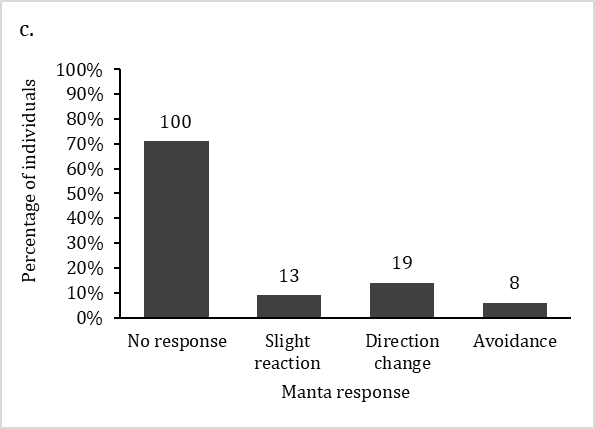 c.
Percentage of individuals
100%
90%
80%
70%
60%
50%
40%
30%
20%
10%
0%
100
13
19
8
No response
Slight
reaction
Direction
change
Avoidance
Manta response